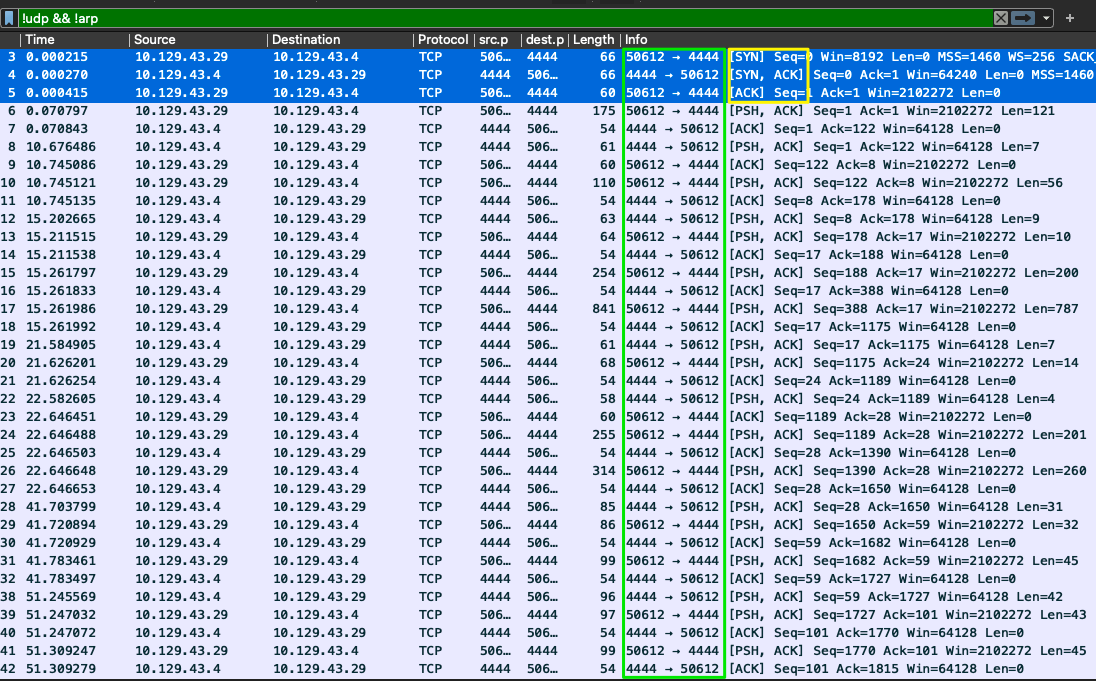 !udp && !arp
Time Source Destination Protocol src.p dest.p Length Info
3 0.000215 10.129.43.29 10.129.43.4 TCP 506… 4444 66 50612 → 4444 [SYN] Seq=0 Win=8192 Len=0 MSS=1460 WS=256 SACK_
4 0.000270 10.129.43.4 10.129.43.29 TCP 4444 506… 66 4444 → 50612 [SYN, ACK] Seq=0 Ack=1 Win=64240 Len=0 MSS=1460
5 0.000415 10.129.43.29 10.129.43.4 TCP 506… 4444 60 50612 → 4444 [ACK] Seq=1 Ack=1 Win=2102272 Len=0
6 0.070797 10.129.43.29 10.129.43.4 TCP 506… 4444 175 50612 → 4444 [PSH, ACK] Seq=1 Ack=1 Win=2102272 Len=121
7 0.070843 10.129.43.4 10.129.43.29 TCP 4444 506… 54 4444 → 50612 [ACK] Seq=1 Ack=122 Win=64128 Len=0
8 10.676486 10.129.43.4 10.129.43.29 TCP 4444 506… 61 4444 → 50612 [PSH, ACK] Seq=1 Ack=122 Win=64128 Len=7
9 10.745086 10.129.43.29 10.129.43.4 TCP 506… 4444 60 50612 → 4444 [ACK] Seq=122 Ack=8 Win=2102272 Len=0
10 10.745121 10.129.43.29 10.129.43.4 TCP 506… 4444 110 50612 → 4444 [PSH, ACK] Seq=122 Ack=8 Win=2102272 Len=56
11 10.745135 10.129.43.4 10.129.43.29 TCP 4444 506… 54 4444 → 50612 [ACK] Seq=8 Ack=178 Win=64128 Len=0
12 15.202665 10.129.43.4 10.129.43.29 TCP 4444 506… 63 4444 → 50612 [PSH, ACK] Seq=8 Ack=178 Win=64128 Len=9
13 15.211515 10.129.43.29 10.129.43.4 TCP 506… 4444 64 50612 → 4444 [PSH, ACK] Seq=178 Ack=17 Win=2102272 Len=10
14 15.211538 10.129.43.4 10.129.43.29 TCP 4444 506… 54 4444 → 50612 [ACK] Seq=17 Ack=188 Win=64128 Len=0
15 15.261797 10.129.43.29 10.129.43.4 TCP 506… 4444 254 50612 → 4444 [PSH, ACK] Seq=188 Ack=17 Win=2102272 Len=200
16 15.261833 10.129.43.4 10.129.43.29 TCP 4444 506… 54 4444 → 50612 [ACK] Seq=17 Ack=388 Win=64128 Len=0
17 15.261986 10.129.43.29 10.129.43.4 TCP 506… 4444 841 50612 → 4444 [PSH, ACK] Seq=388 Ack=17 Win=2102272 Len=787
18 15.261992 10.129.43.4 10.129.43.29 TCP 4444 506… 54 4444 → 50612 [ACK] Seq=17 Ack=1175 Win=64128 Len=0
19 21.584905 10.129.43.4 10.129.43.29 TCP 4444 506… 61 4444 → 50612 [PSH, ACK] Seq=17 Ack=1175 Win=64128 Len=7
20 21.626201 10.129.43.29 10.129.43.4 TCP 506… 4444 68 50612 → 4444 [PSH, ACK] Seq=1175 Ack=24 Win=2102272 Len=14
21 21.626254 10.129.43.4 10.129.43.29 TCP 4444 506… 54 4444 → 50612 [ACK] Seq=24 Ack=1189 Win=64128 Len=0
22 22.582605 10.129.43.4 10.129.43.29 TCP 4444 506… 58 4444 → 50612 [PSH, ACK] Seq=24 Ack=1189 Win=64128 Len=4
23 22.646451 10.129.43.29 10.129.43.4 TCP 506… 4444 60 50612 → 4444 [ACK] Seq=1189 Ack=28 Win=2102272 Len=0
24 22.646488 10.129.43.29 10.129.43.4 TCP 506… 4444 255 50612 → 4444 [PSH, ACK] Seq=1189 Ack=28 Win=2102272 Len=201
25 22.646503 10.129.43.4 10.129.43.29 TCP 4444 506… 54 4444 → 50612 [ACK] Seq=28 Ack=1390 Win=64128 Len=0
26 22.646648 10.129.43.29 10.129.43.4 TCP 506… 4444 314 50612 → 4444 [PSH, ACK] Seq=1390 Ack=28 Win=2102272 Len=260
27 22.646653 10.129.43.4 10.129.43.29 TCP 4444 506… 54 4444 → 50612 [ACK] Seq=28 Ack=1650 Win=64128 Len=0
28 41.703799 10.129.43.4 10.129.43.29 TCP 4444 506… 85 4444 → 50612 [PSH, ACK] Seq=28 Ack=1650 Win=64128 Len=31
29 41.720894 10.129.43.29 10.129.43.4 TCP 506… 4444 86 50612 → 4444 [PSH, ACK] Seq=1650 Ack=59 Win=2102272 Len=32
30 41.720929 10.129.43.4 10.129.43.29 TCP 4444 506… 54 4444 → 50612 [ACK] Seq=59 Ack=1682 Win=64128 Len=0
31 41.783461 10.129.43.29 10.129.43.4 TCP 506… 4444 99 50612 → 4444 [PSH, ACK] Seq=1682 Ack=59 Win=2102272 Len=45
32 41.783497 10.129.43.4 10.129.43.29 TCP 4444 506… 54 4444 → 50612 [ACK] Seq=59 Ack=1727 Win=64128 Len=0
38 51.245569 10.129.43.4 10.129.43.29 TCP 4444 506… 96 4444 → 50612 [PSH, ACK] Seq=59 Ack=1727 Win=64128 Len=42
39 51.247032 10.129.43.29 10.129.43.4 TCP 506… 4444 97 50612 → 4444 [PSH, ACK] Seq=1727 Ack=101 Win=2102272 Len=43
40 51.247072 10.129.43.4 10.129.43.29 TCP 4444 506… 54 4444 → 50612 [ACK] Seq=101 Ack=1770 Win=64128 Len=0
41 51.309247 10.129.43.29 10.129.43.4 TCP 506… 4444 99 50612 → 4444 [PSH, ACK] Seq=1770 Ack=101 Win=2102272 Len=45
42 51.309279 10.129.43.4 10.129.43.29 TCP 4444 506… 54 4444 → 50612 [ACK] Seq=101 Ack=1815 Win=64128 Len=0